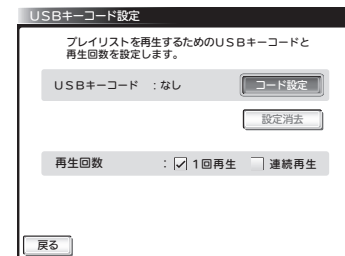 USBキーコード設定
プレイリストを再生するためのUSBキーコードと
再生回数を設定します。
USBキーコード :なし コード設定
設定消去
再生回数 : 1回再生 連続再生
戻る